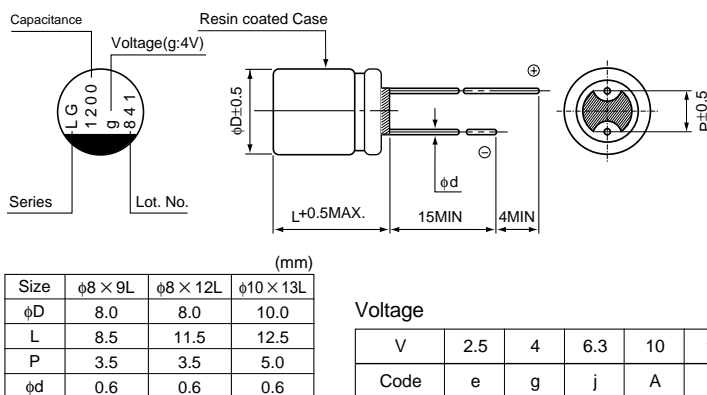 Capacitance
Resin coated Case
Voltage(g:4V)
LG
1200
g
841
Series
Lot. No.
ϕD±0.5
⊕
⊖
ϕd
P±0.5
L+0.5MAX.
15MIN
4MIN
(mm)
Size ϕ8×9L ϕ8×12L ϕ10×13L
ϕD 8.0 8.0 10.0
L 8.5 11.5 12.5
P 3.5 3.5 5.0
ϕd 0.6 0.6 0.6
Voltage
V 2.5 4 6.3 10
Code e g j A